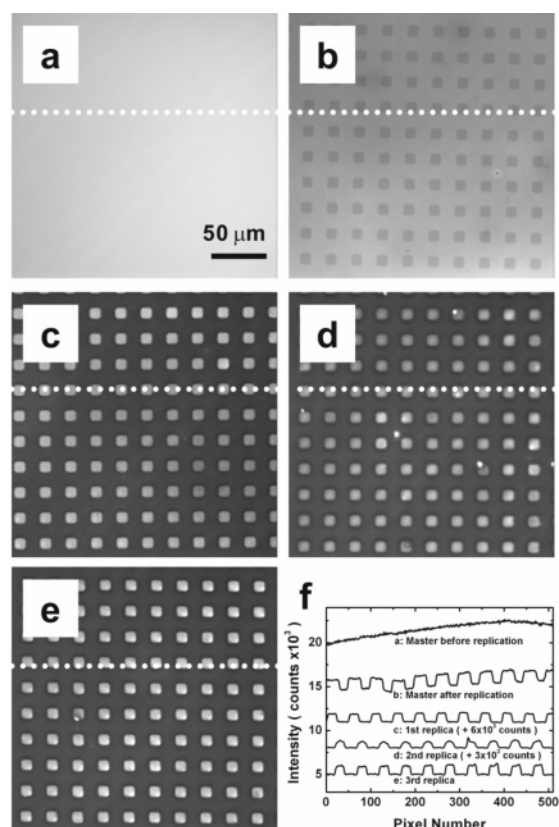 a
b
50 μm
c
d
e
f
Intensity ( counts x10³ )
20
15
10
5
a: Master before replication
b: Master after replication
c: 1st replica ( + 6x10³ counts )
d: 2nd replica ( + 3x10³ counts )
e: 3rd replica
0 100 200 300 400 500
Pixel Number